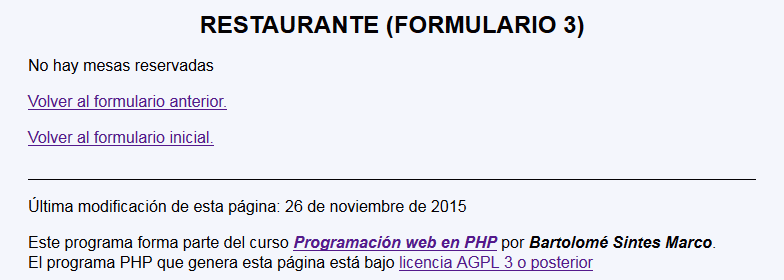 RESTAURANTE (FORMULARIO 3)
No hay mesas reservadas
Volver al formulario anterior.
Volver al formulario inicial.
Última modificación de esta página: 26 de noviembre de 2015
Este programa forma parte del curso Programación web en PHP por Bartolomé Sintes Marco.
El programa PHP que genera esta página está bajo licencia AGPL 3 o posterior